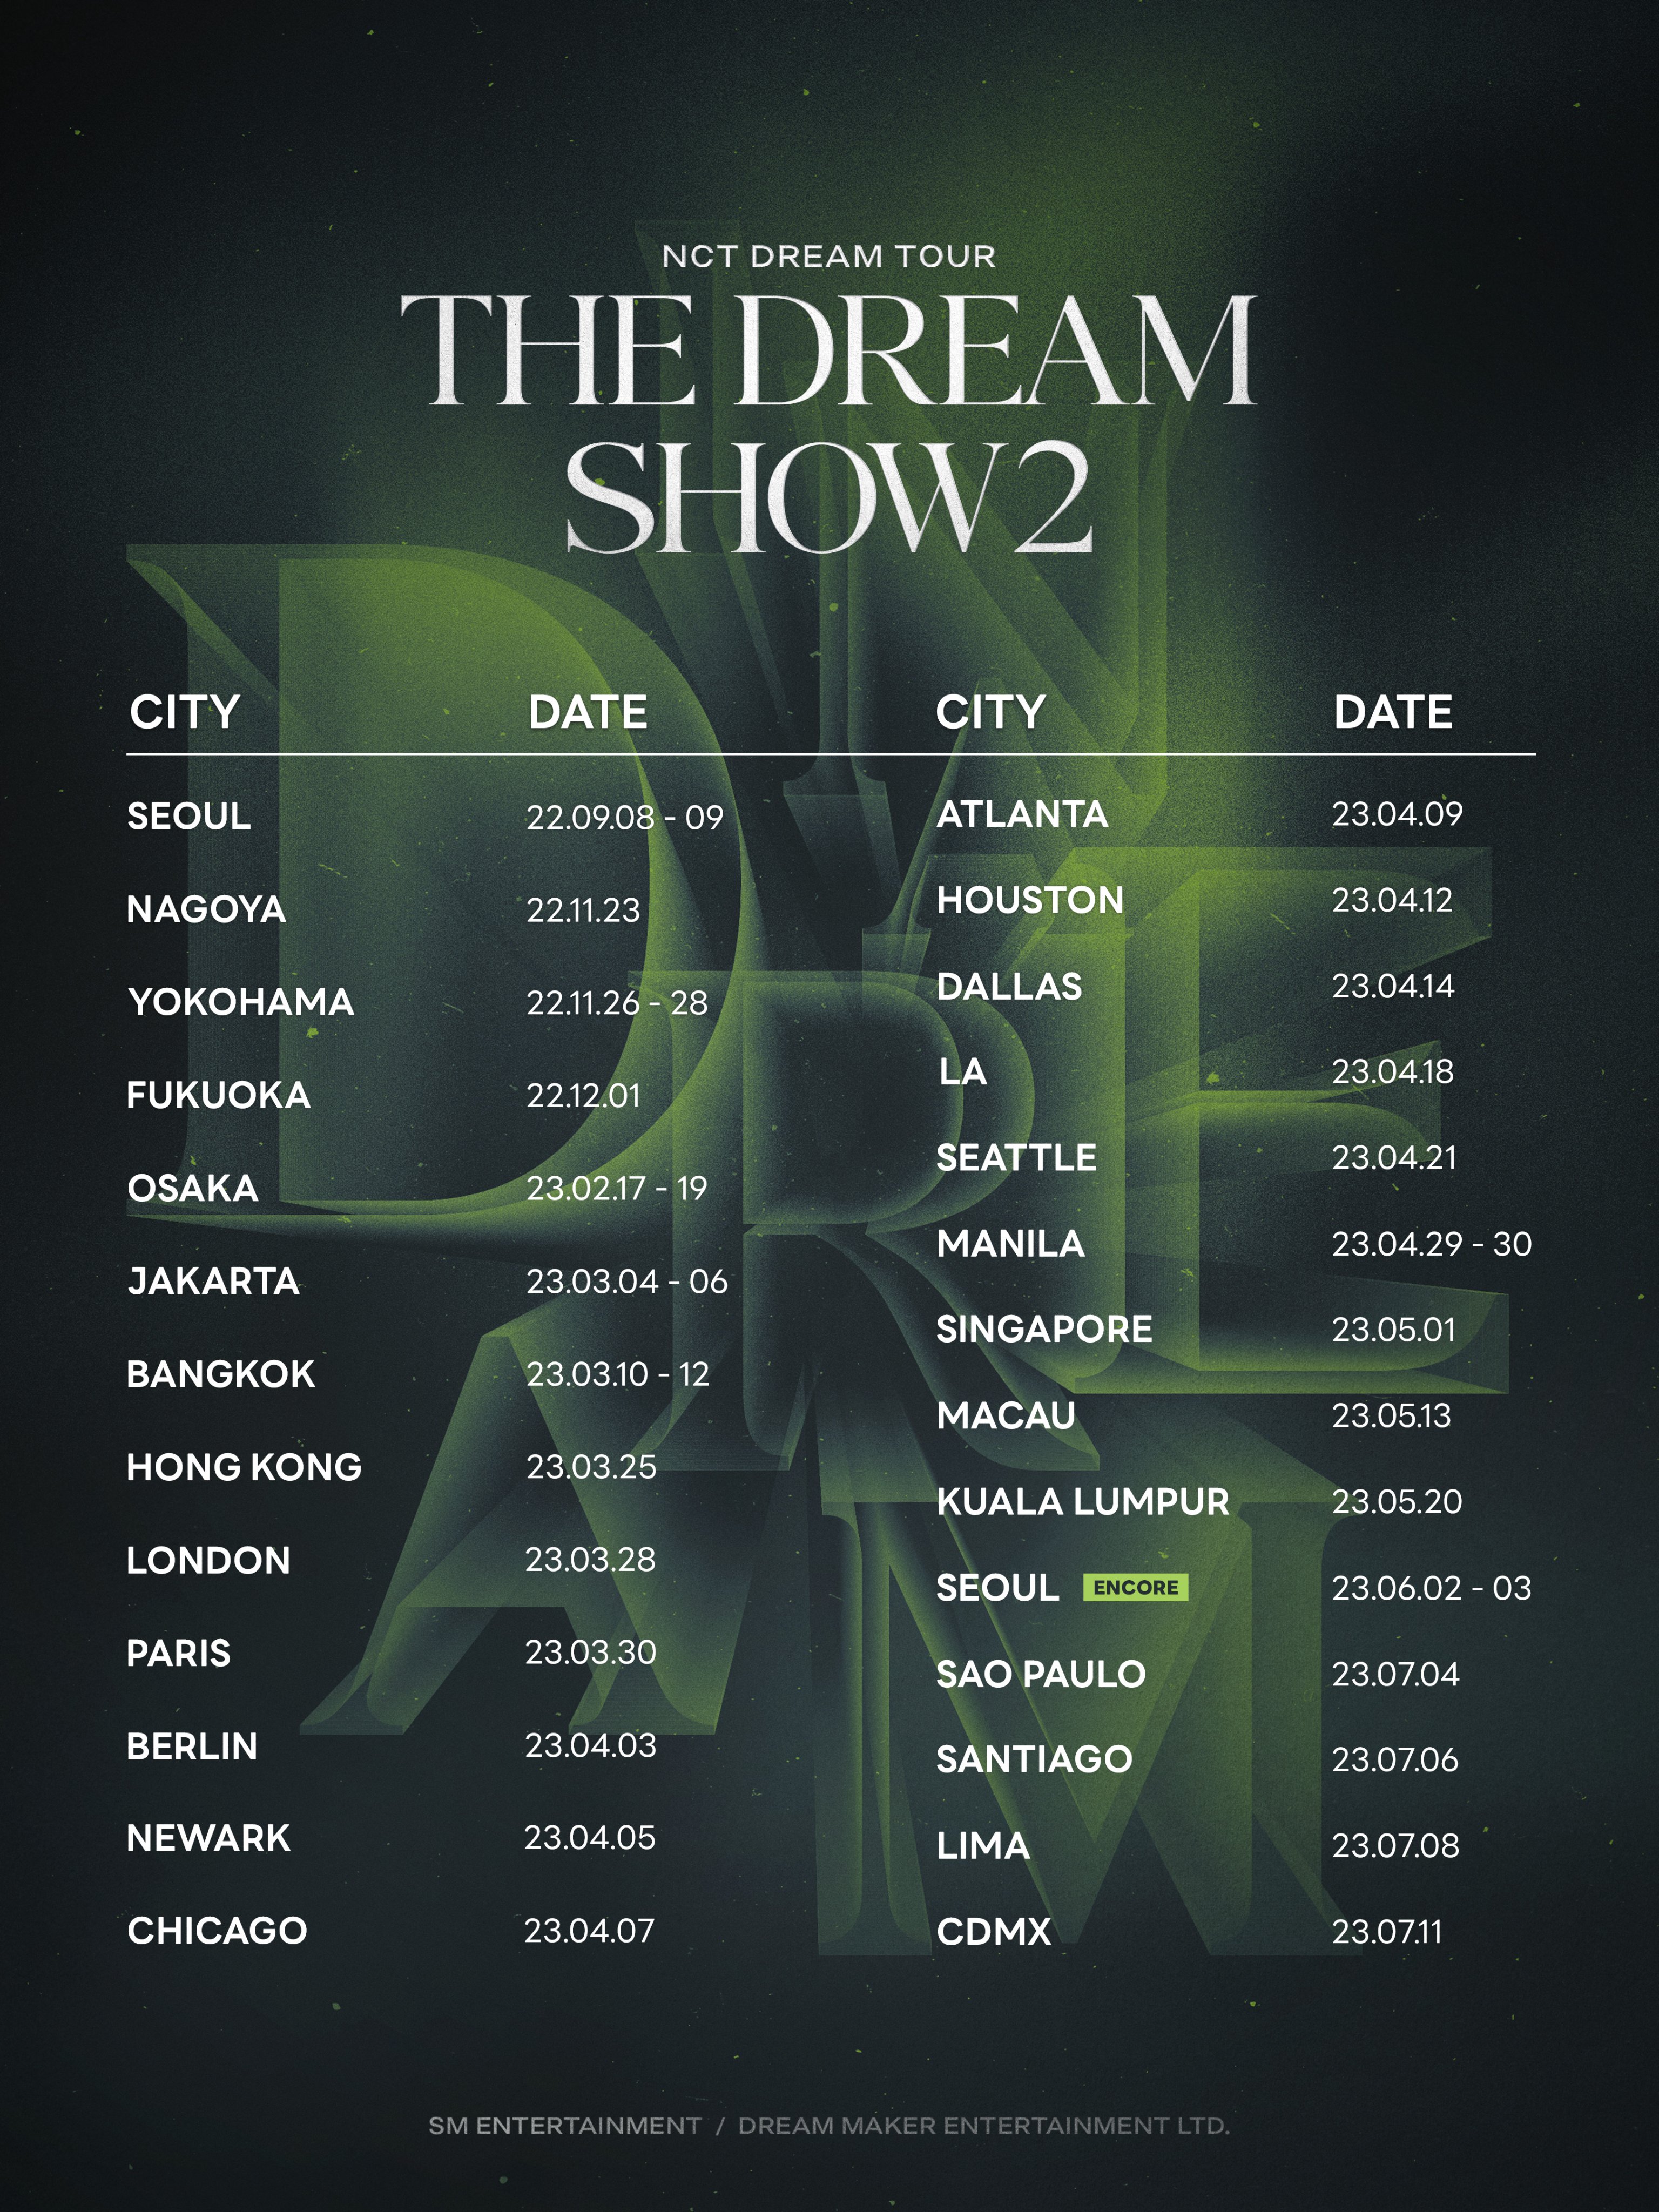 NCT DREAM TOUR
THE DREAM
SHOW2
CITY DATE CITY DATE
SEOUL 22.09.08 - 09
NAGOYA 22.11.23
YOKOHAMA 22.11.26 - 28
FUKUOKA 22.12.01
OSAKA 23.02.17 - 19
JAKARTA 23.03.04 - 06
BANGKOK 23.03.10 - 12
HONG KONG 23.03.25
LONDON 23.03.28
PARIS 23.03.30
BERLIN 23.04.03
NEWARK 23.04.05
CHICAGO 23.04.07
ATLANTA 23.04.09
HOUSTON 23.04.12
DALLAS 23.04.14
LA 23.04.18
SEATTLE 23.04.21
MANILA 23.04.29 - 30
SINGAPORE 23.05.01
MACAU 23.05.13
KUALA LUMPUR 23.05.20
SEOUL ENCORE 23.06.02 - 03
SAO PAULO 23.07.04
SANTIAGO 23.07.06
LIMA 23.07.08
CDMX 23.07.11
N
DREAM
SM ENTERTAINMENT / DREAM MAKER ENTERTAINMENT LTD.